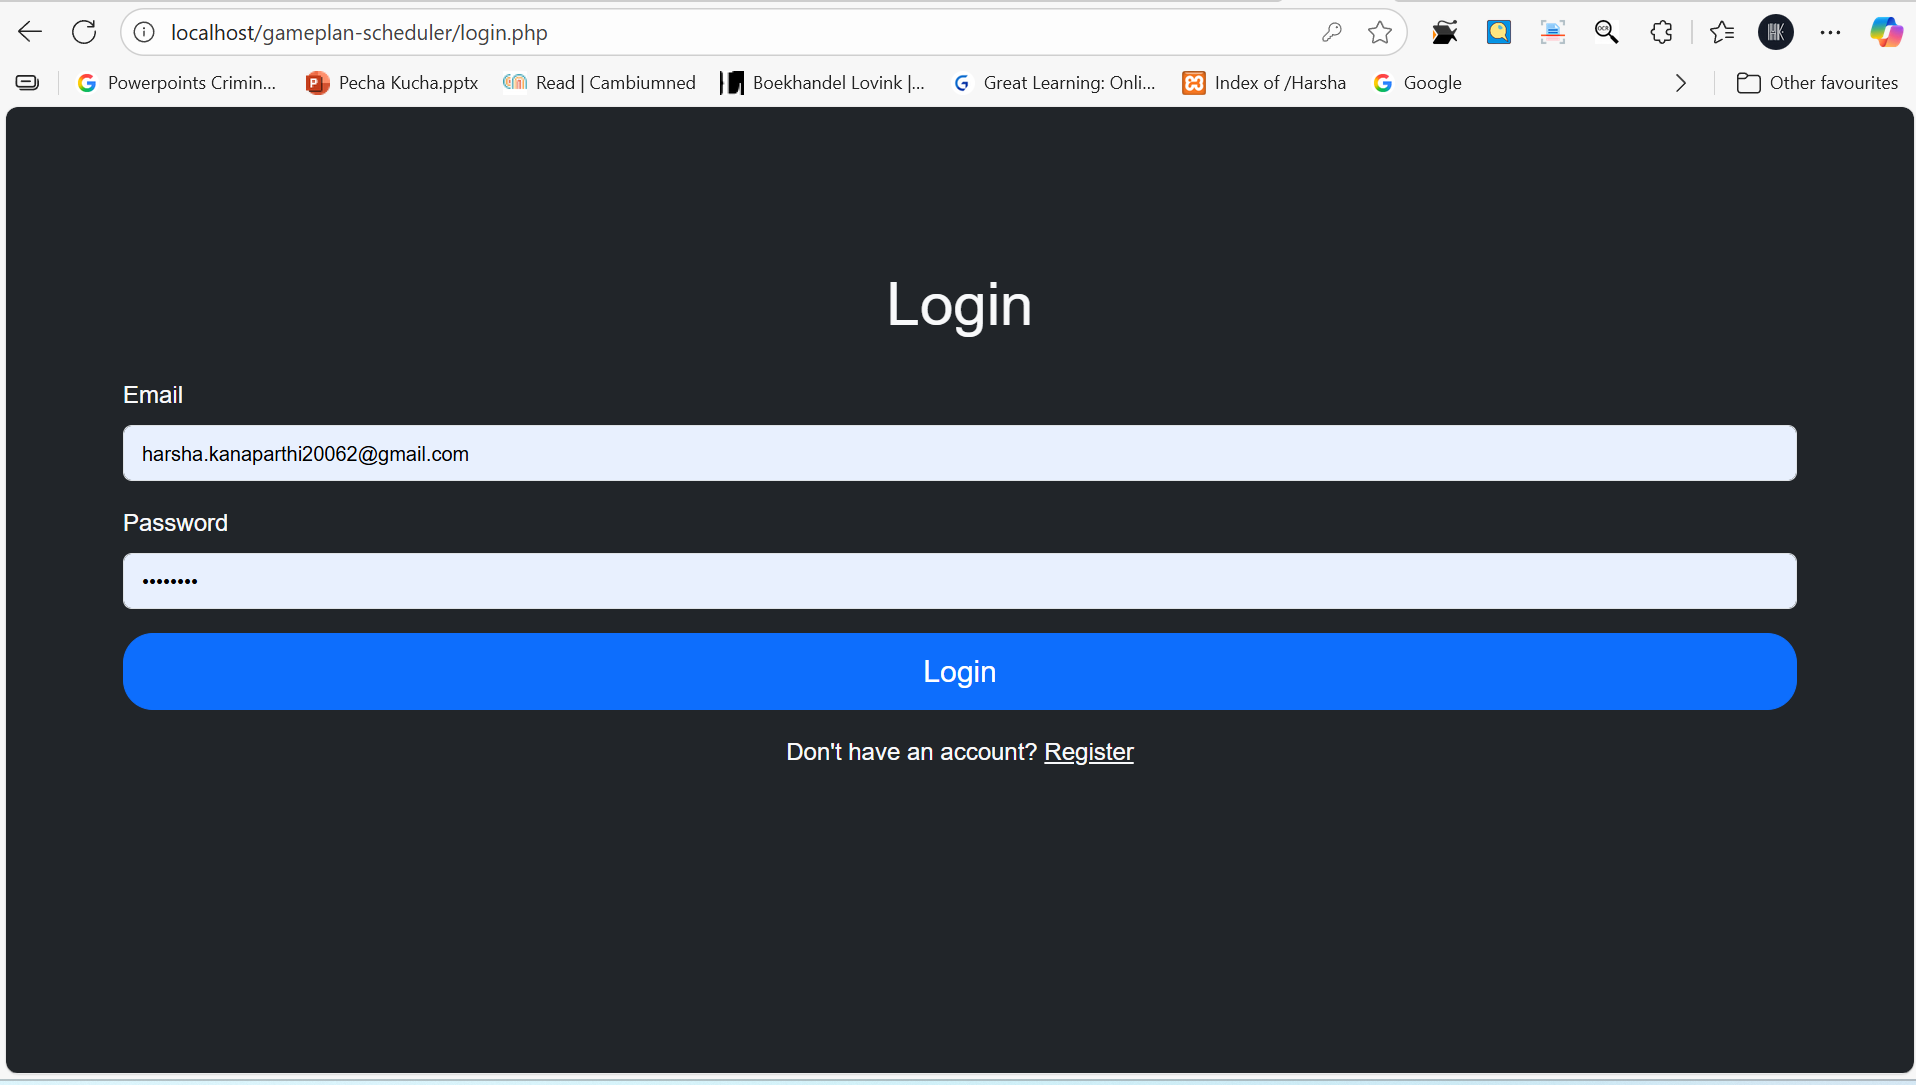 localhost/gameplan-scheduler/login.php
Powerpoints Crimin... Pecha Kucha.pptx Read | Cambiumned Boekhandel Lovink |... Great Learning: Onli... Index of /Harsha Google Other favourites
Login
Email
harsha.kanaparthi20062@gmail.com
Password
••••••••
Login
Don't have an account? Register